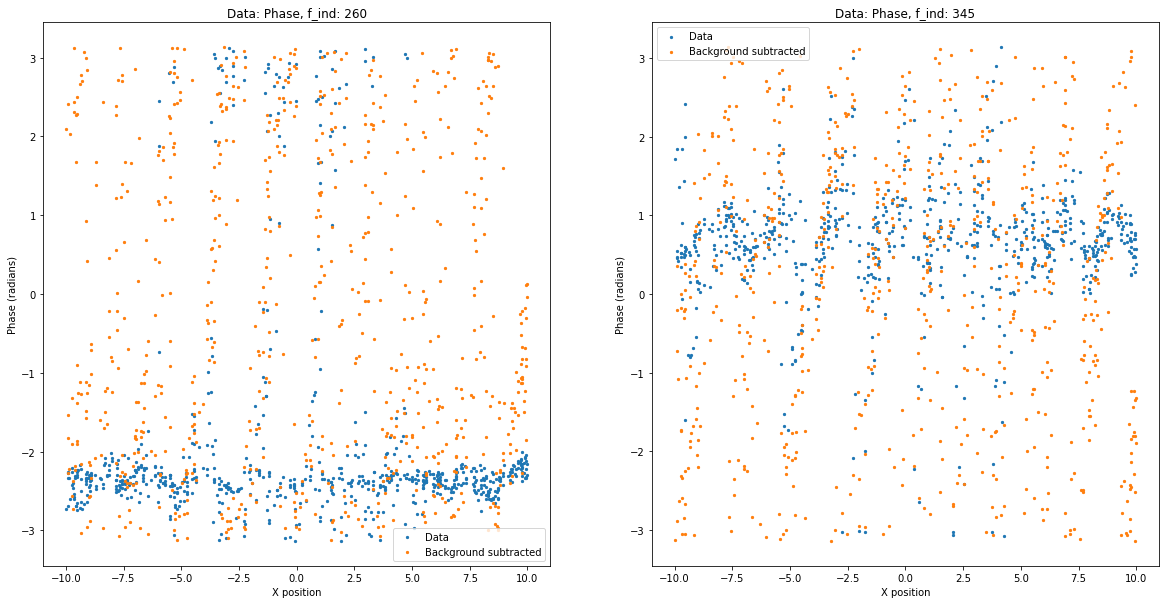 Data: Phase, f_ind: 260
Phase (radians)
3
2
1
0
−1
−2
−3
Data
Background subtracted
−10.0 −7.5 −5.0 −2.5 0.0 2.5 5.0 7.5 10.0
X position
Data: Phase, f_ind: 345
Data
Background subtracted
Phase (radians)
3
2
1
0
−1
−2
−3
−10.0 −7.5 −5.0 −2.5 0.0 2.5 5.0 7.5 10.0
X position